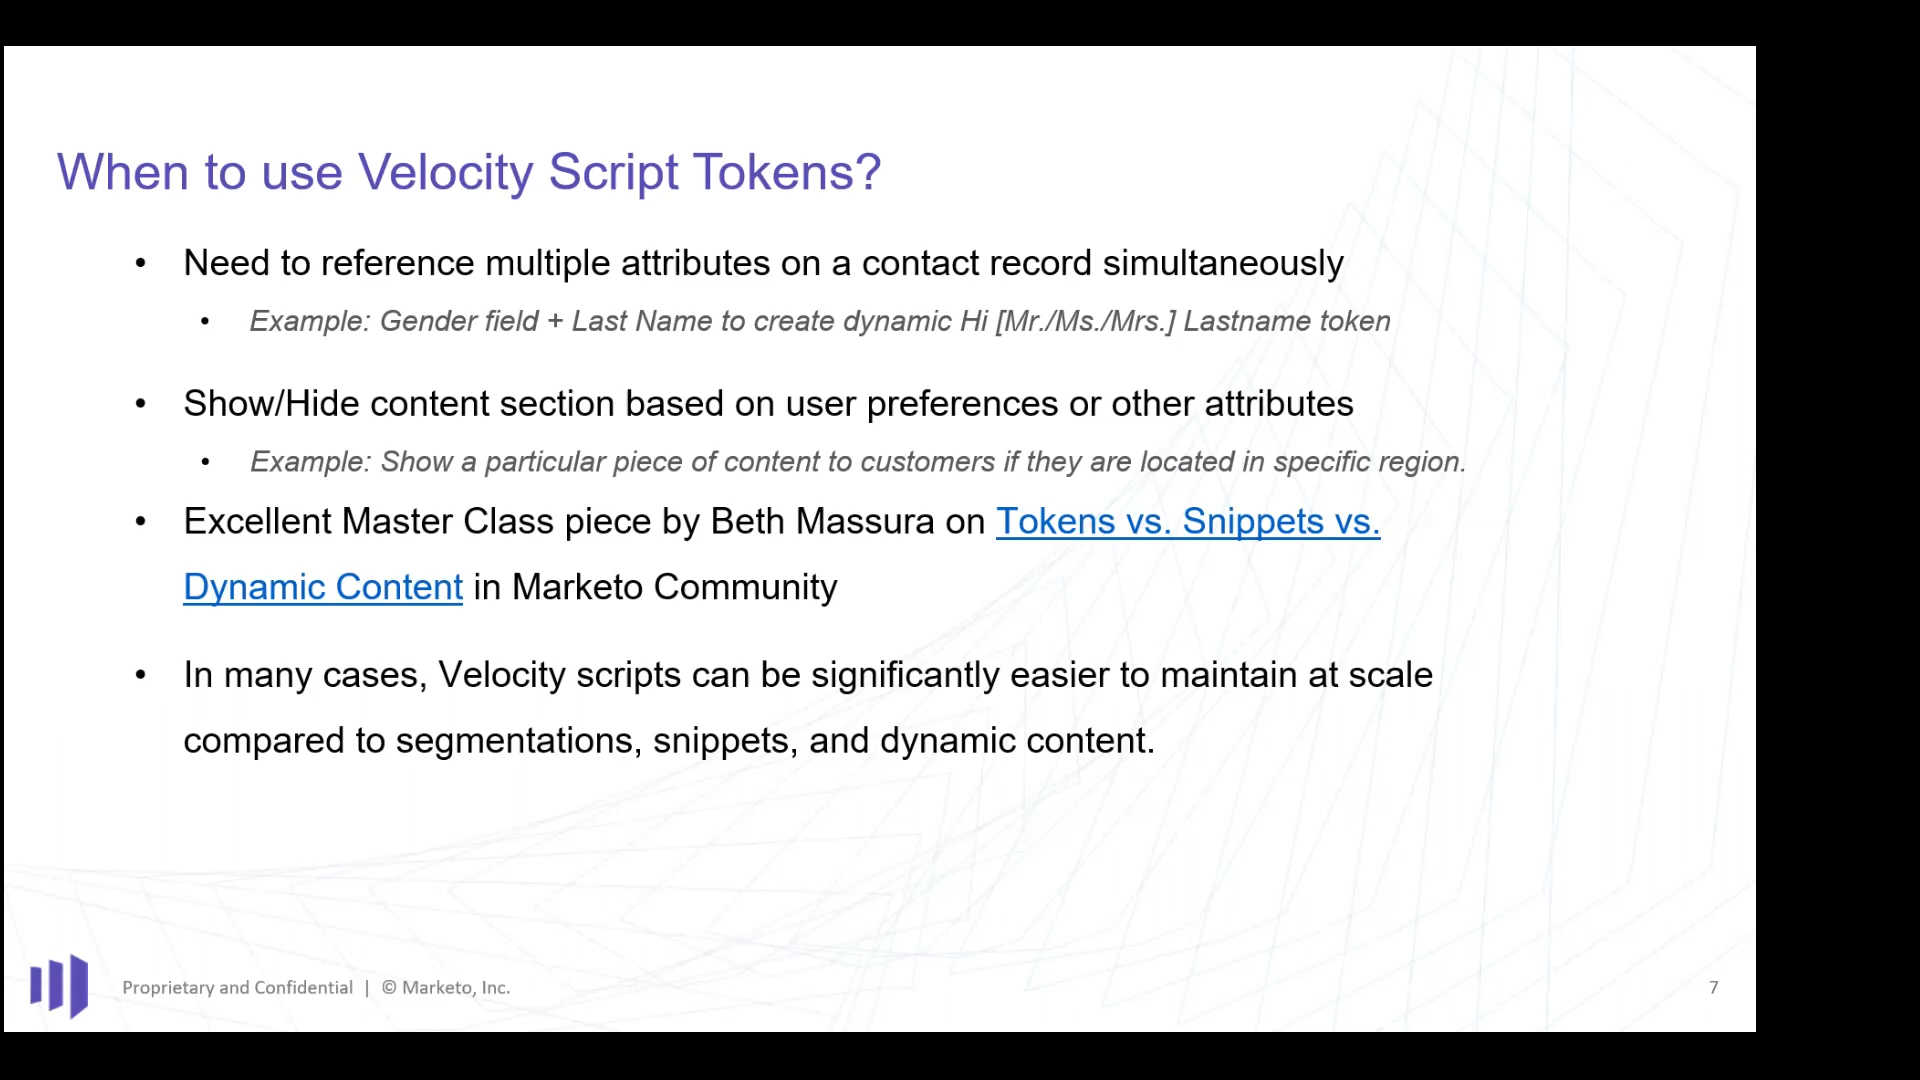 When to use Velocity Script Tokens?
• Need to reference multiple attributes on a contact record simultaneously
• Example: Gender field + Last Name to create dynamic Hi [Mr./Ms./Mrs.] Lastname token
• Show/Hide content section based on user preferences or other attributes
• Example: Show a particular piece of content to customers if they are located in specific region.
• Excellent Master Class piece by Beth Massura on Tokens vs. Snippets vs.
Dynamic Content in Marketo Community
• In many cases, Velocity scripts can be significantly easier to maintain at scale
compared to segmentations, snippets, and dynamic content.
Proprietary and Confidential | © Marketo, Inc.
7